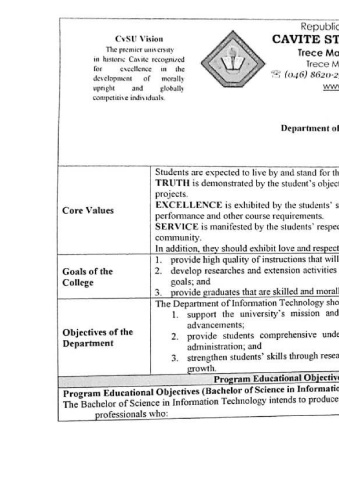 CvSU Vision
The premier university
in historic Cavite recognized
for excellence in the
development of morally
upright and globally
competitive individuals.
Republic
CAVITE ST
Trece Ma
Trece M
(046) 8620-2
www
Department of
Core Values
Students are expected to live by and stand for th
TRUTH is demonstrated by the student's objec
projects.
EXCELLENCE is exhibited by the students' s
performance and other course requirements.
SERVICE is manifested by the students' respec
community.
In addition, they should exhibit love and respect
Goals of the
College
1. provide high quality of instructions that will
2. develop researches and extension activities
goals; and
3. provide graduates that are skilled and morall
Objectives of the
Department
The Department of Information Technology sho
1. support the university's mission and
advancements;
2. provide students comprehensive unde
administration; and
3. strengthen students' skills through resea
growth.
Program Educational Objective
Program Educational Objectives (Bachelor of Science in Informatio
The Bachelor of Science in Information Technology intends to produce
professionals who: